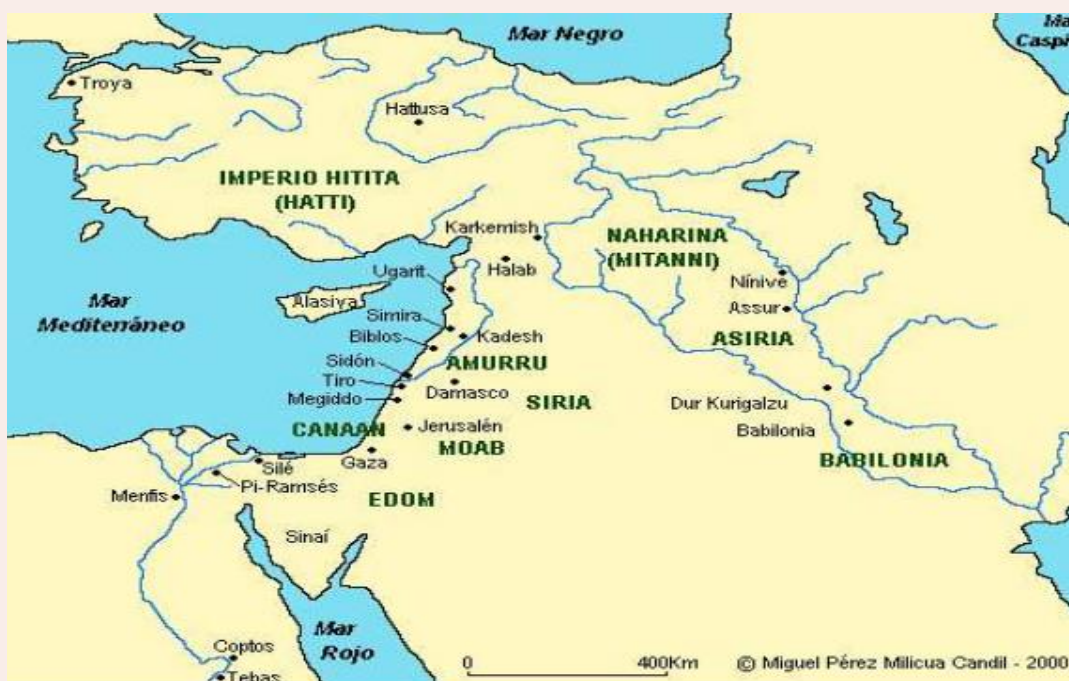 Mar Negro
Ma
Caspi
Troya
Hattusa
IMPERIO HITITA
(HATTI)
Karkemish
NAHARINA
(MITANNI)
Halab
Ugarit
Nínive
Mar
Mediterráneo
Alasiya
Assur
Simira
Biblos
Kadesh
ASIRIA
Sidón
AMURRU
Tiro
Damasco
Megiddo
SIRIA
Dur Kurigalzu
CANAAN
Jerusalén
Babilonia
MOAB
Gaza
BABILONIA
Silé
Pi-Ramsés
Menfis
EDOM
Sinaí
Mar
Rojo
Coptos
Tebas
0 400Km
© Miguel Pérez Milicua Candil - 2000